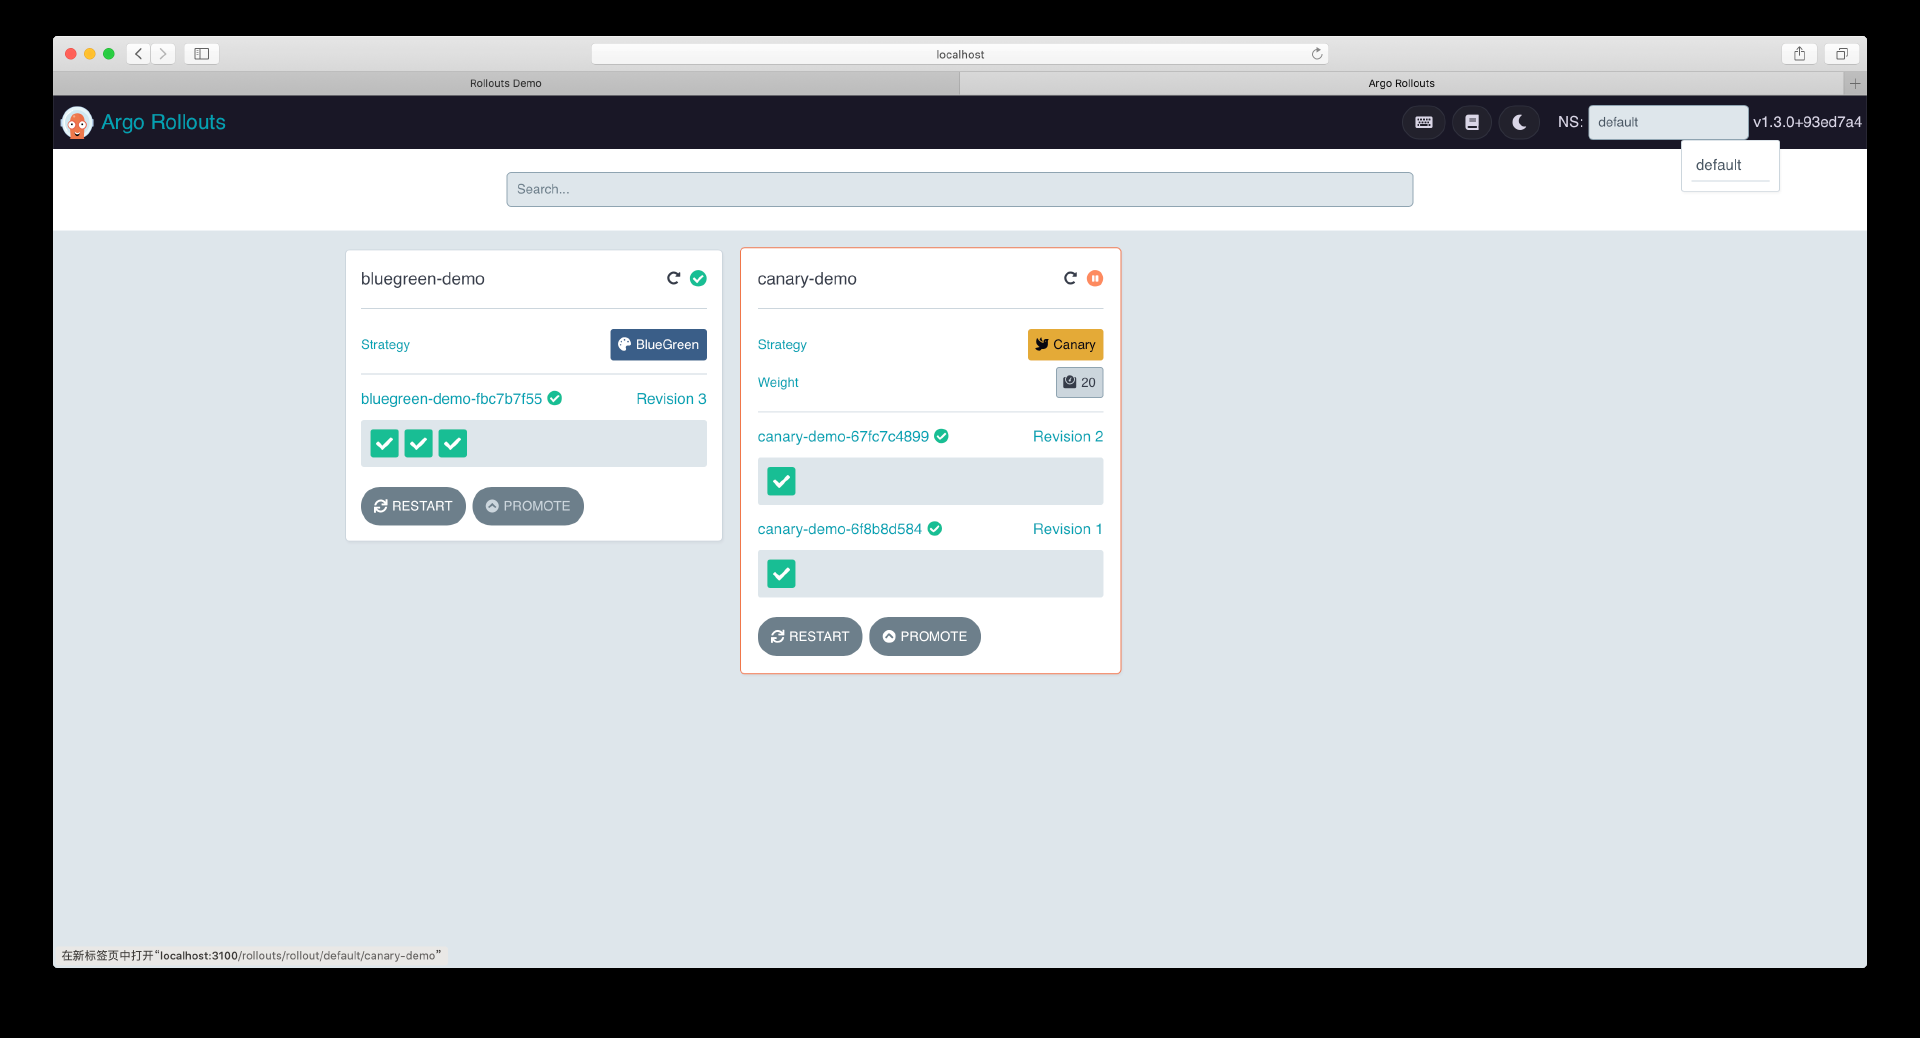 localhost
Rollouts Demo
Argo Rollouts
Argo Rollouts
NS: default v1.3.0+93ed7a4
default
Search...
bluegreen-demo
Strategy BlueGreen
bluegreen-demo-fbc7b7f55 Revision 3
RESTART PROMOTE
canary-demo
Strategy Canary
Weight 20
canary-demo-67fc7c4899 Revision 2
canary-demo-6f8b8d584 Revision 1
RESTART PROMOTE
在新标签页中打开“localhost:3100/rollouts/rollout/default/canary-demo”